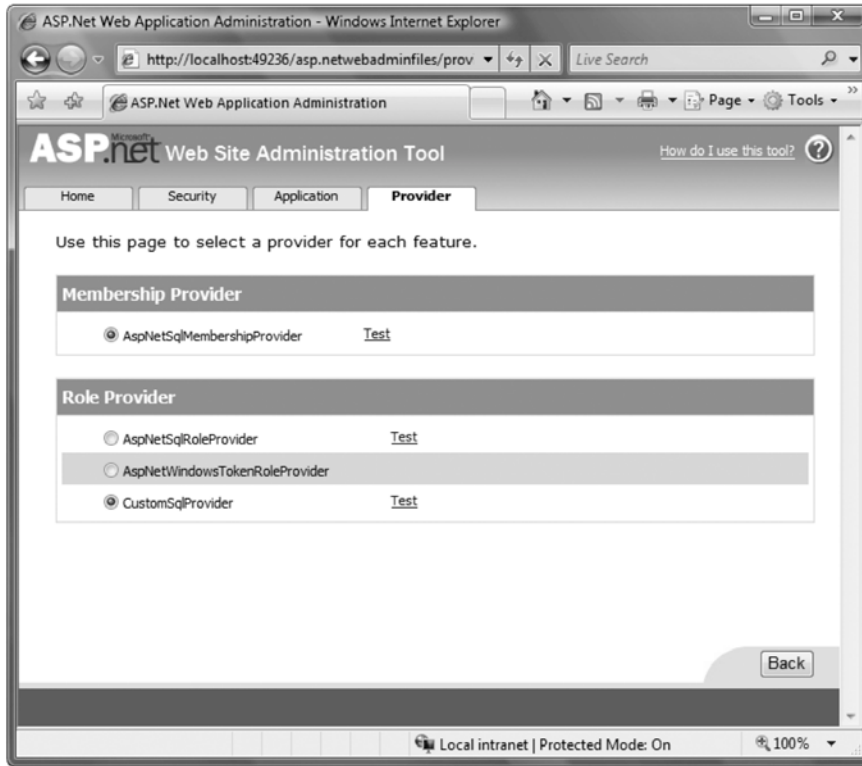 ASP.Net Web Application Administration - Windows Internet Explorer
http://localhost:49236/asp.netwebadminfiles/prov
Live Search
ASP.Net Web Application Administration
Page
Tools
»
Microsoft
ASP.net Web Site Administration Tool
How do I use this tool? ?
Home Security Application Provider
Use this page to select a provider for each feature.
Membership Provider
AspNetSqlMembershipProvider Test
Role Provider
AspNetSqlRoleProvider Test
AspNetWindowsTokenRoleProvider
CustomSqlProvider Test
Back
Local intranet | Protected Mode: On 100%